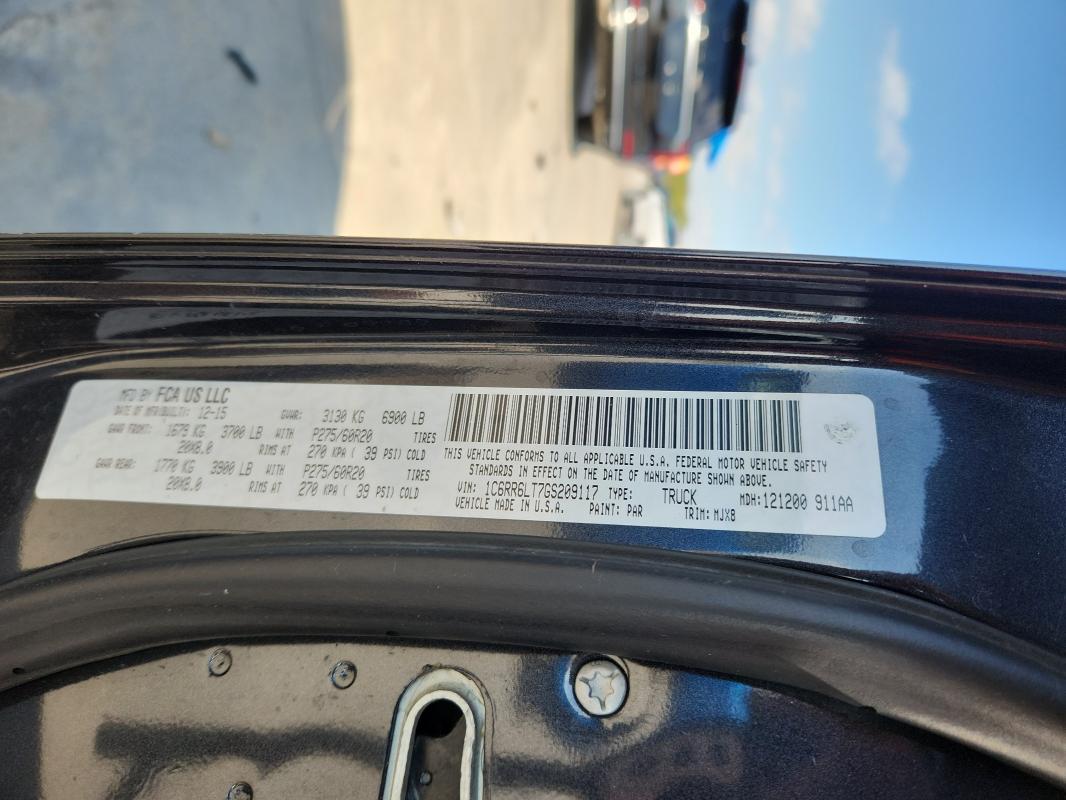 MFD BY FCA US LLC
DATE OF MFR(BUILT): 12-15 GVWR: 3130 KG 6900 LB
GAWR FRONT: 1679 KG 3700 LB WITH P275/60R20 TIRES
20X8.0 RIMS AT 270 KPA ( 39 PSI) COLD
GAWR REAR: 1770 KG 3900 LB WITH P275/60R20 TIRES
20X8.0 RIMS AT 270 KPA ( 39 PSI) COLD
THIS VEHICLE CONFORMS TO ALL APPLICABLE U.S.A. FEDERAL MOTOR VEHICLE SAFETY
STANDARDS IN EFFECT ON THE DATE OF MANUFACTURE SHOWN ABOVE.
VIN: 1C6RR6LT7GS209117 TYPE: TRUCK MDH:121200 911AA
VEHICLE MADE IN U.S.A. PAINT: PAR TRIM: MJX8